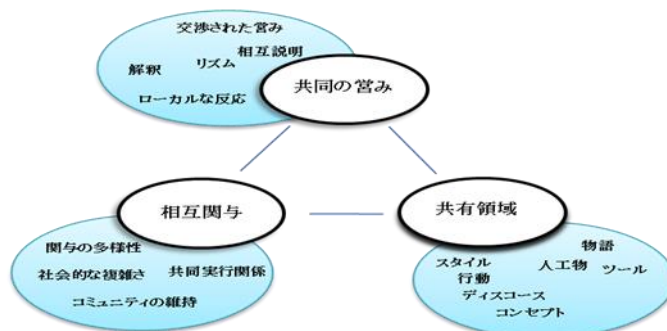 交渉された営み
相互説明
リズム
解釈
ローカルな反応
共同の営み
相互関与
関与の多様性
社会的な複雑さ
共同実行関係
コミュニティの維持
共有領域
物語
スタイル
人工物
ツール
行動
ディスコース
コンセプト